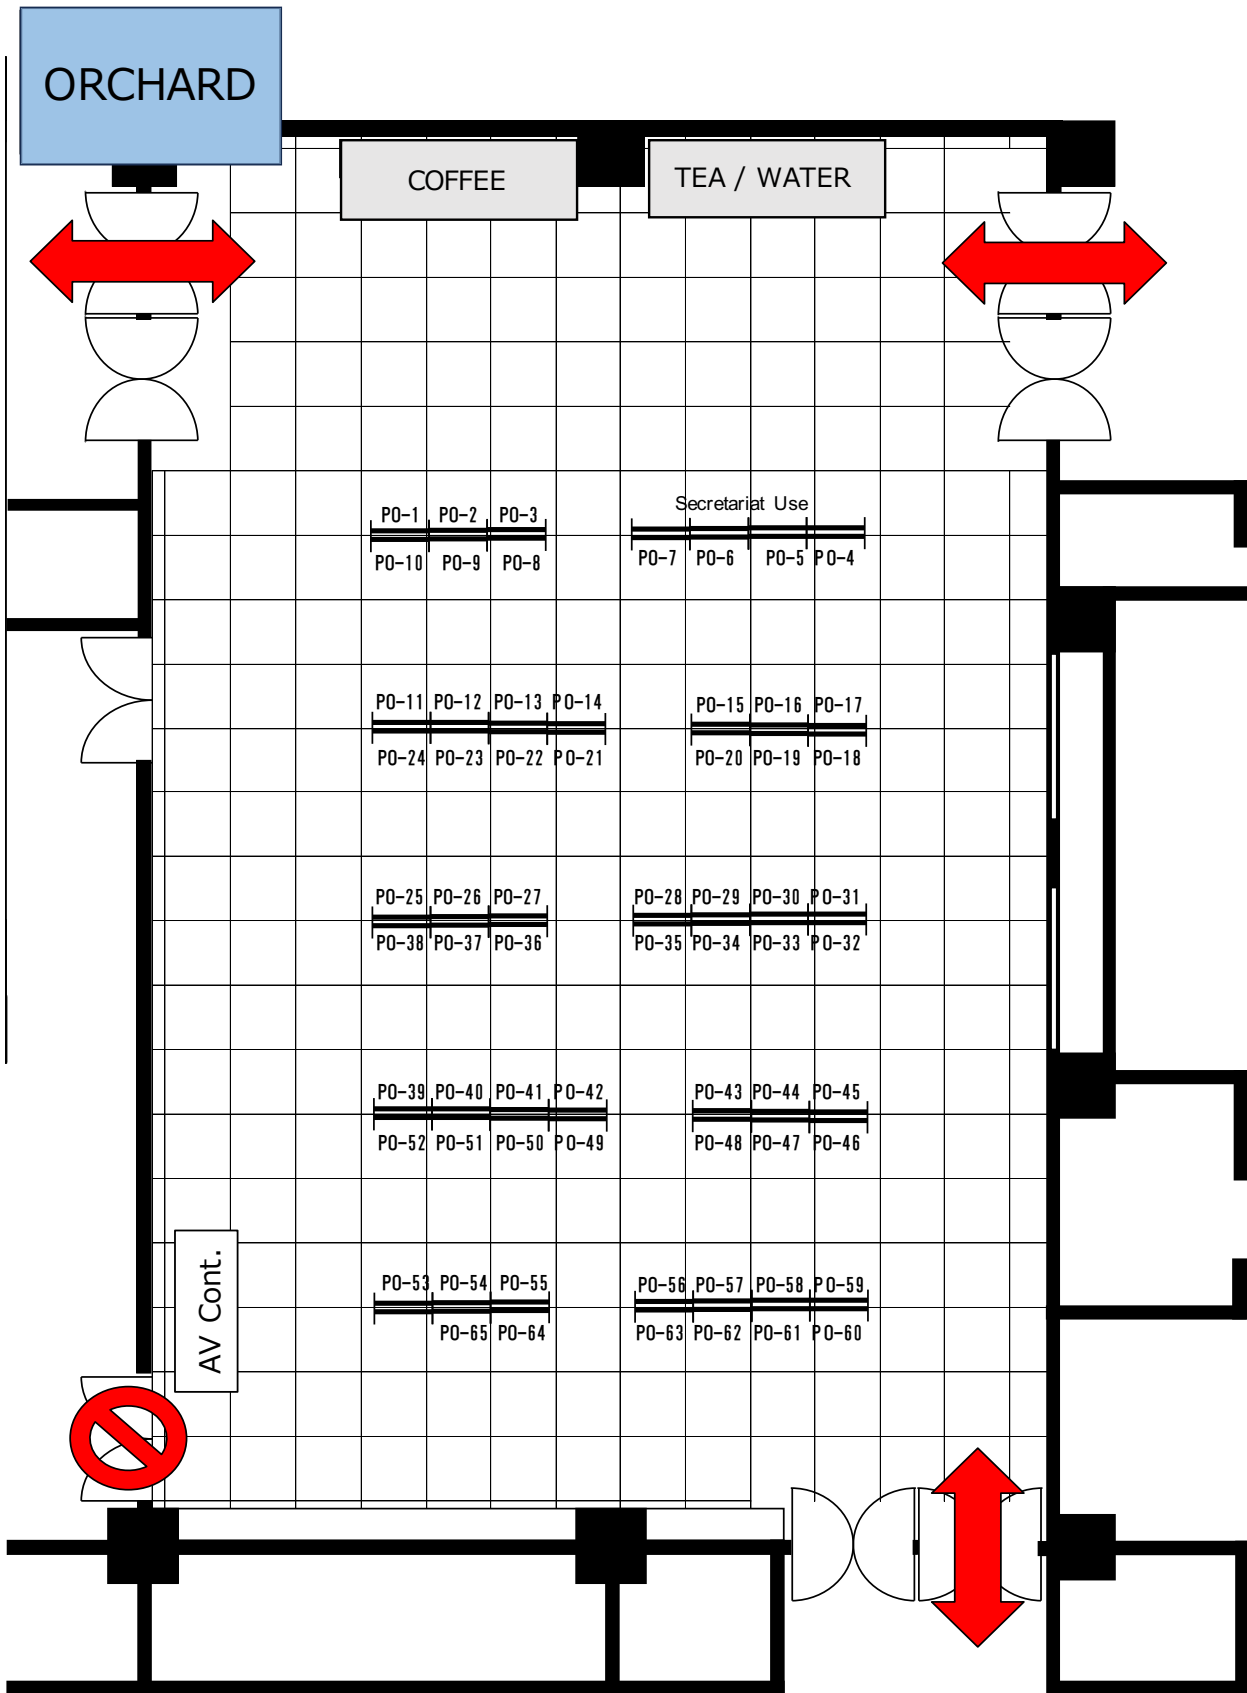 ORCHARD
COFFEE
TEA / WATER
Secretariat Use
PO-1 PO-2 PO-3
PO-10 PO-9 PO-8
PO-7 PO-6 PO-5 PO-4
PO-11 PO-12 PO-13 PO-14
PO-15 PO-16 PO-17
PO-24 PO-23 PO-22 PO-21
PO-20 PO-19 PO-18
PO-25 PO-26 PO-27
PO-28 PO-29 PO-30 PO-31
PO-38 PO-37 PO-36
PO-35 PO-34 PO-33 PO-32
PO-39 PO-40 PO-41 PO-42
PO-43 PO-44 PO-45
PO-52 PO-51 PO-50 PO-49
PO-48 PO-47 PO-46
AV Cont.
PO-53 PO-54 PO-55
PO-56 PO-57 PO-58 PO-59
PO-65 PO-64
PO-63 PO-62 PO-61 PO-60